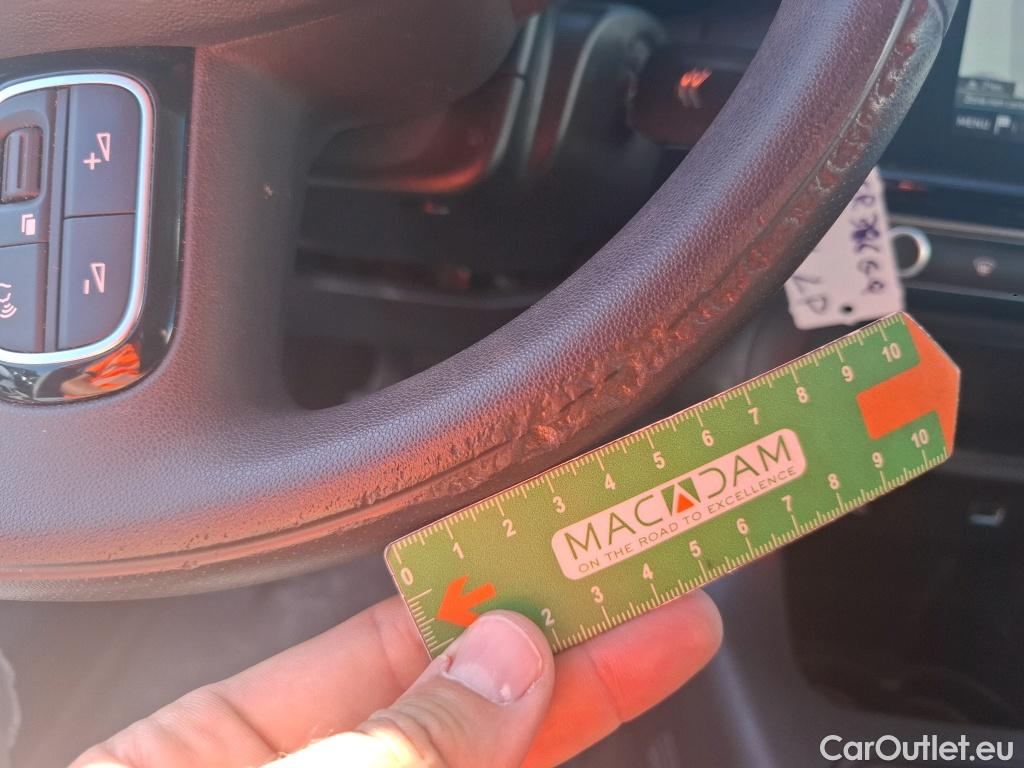 MENU
0 1 2 3 4 5 6 7 8 9 10
MACADAM
ON THE ROAD TO EXCELLENCE
2 3 4 5 6 7 8 9 10
CarOutlet.eu